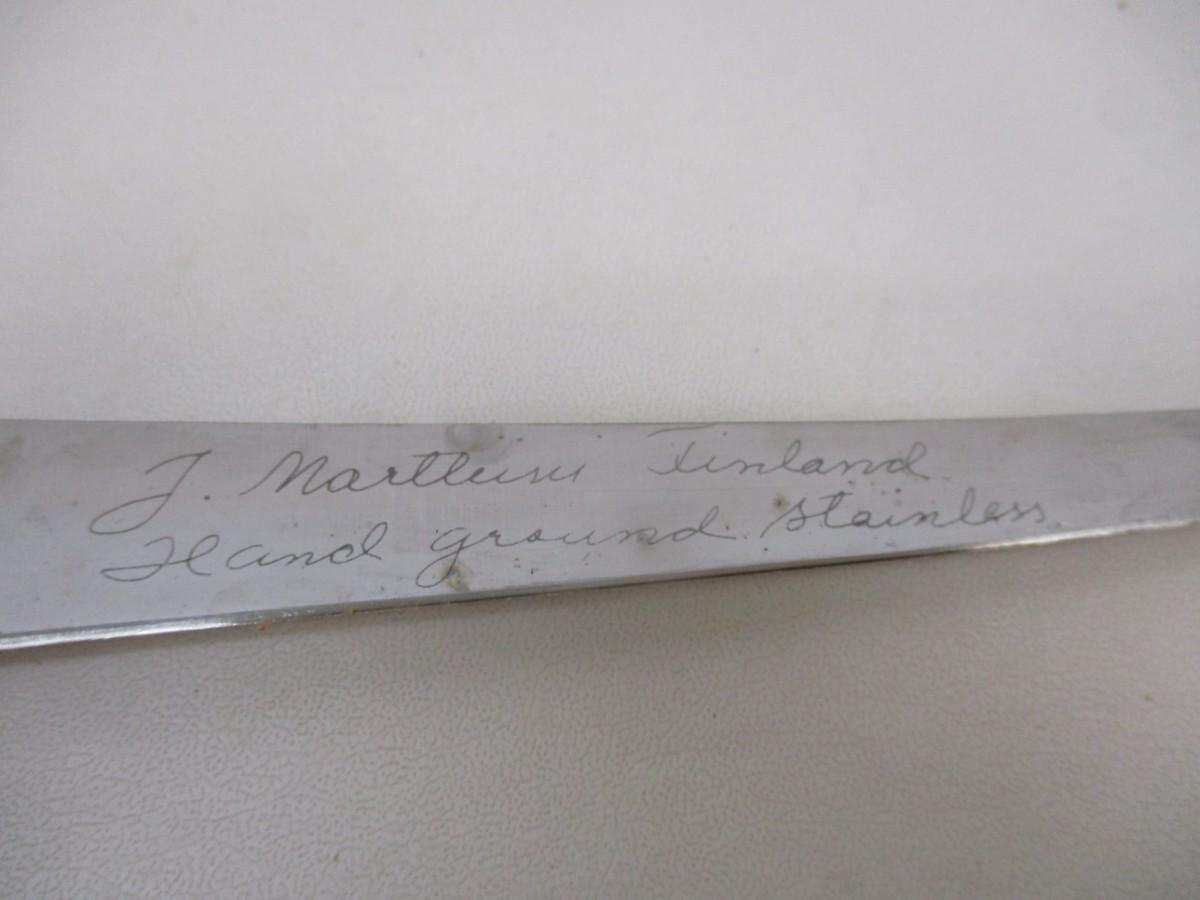 J. Marttiini Finland
Hand ground stainless